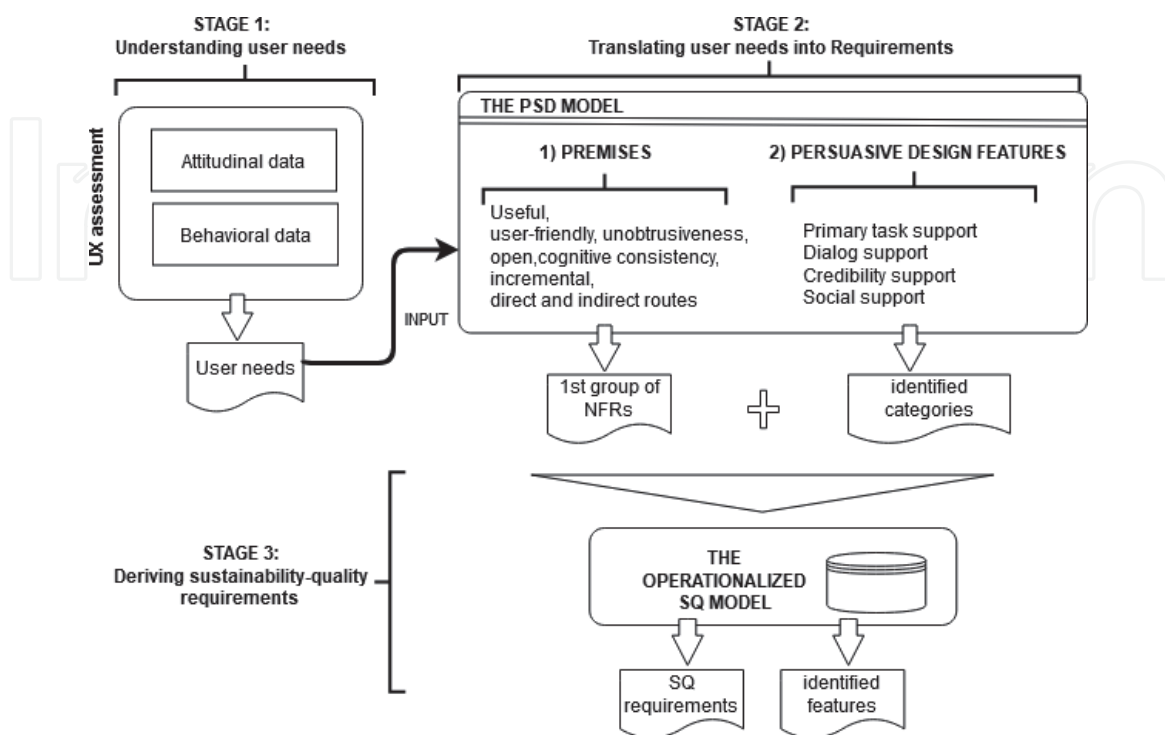 STAGE 1:
Understanding user needs
STAGE 2:
Translating user needs into Requirements
UX assessment
Attitudinal data
Behavioral data
User needs
INPUT
THE PSD MODEL
1) PREMISES
Useful,
user-friendly, unobtrusiveness,
open,cognitive consistency,
incremental,
direct and indirect routes
2) PERSUASIVE DESIGN FEATURES
Primary task support
Dialog support
Credibility support
Social support
1st group of
NFRs
identified
categories
STAGE 3:
Deriving sustainability-quality
requirements
THE
OPERATIONALIZED
SQ MODEL
SQ
requirements
identified
features